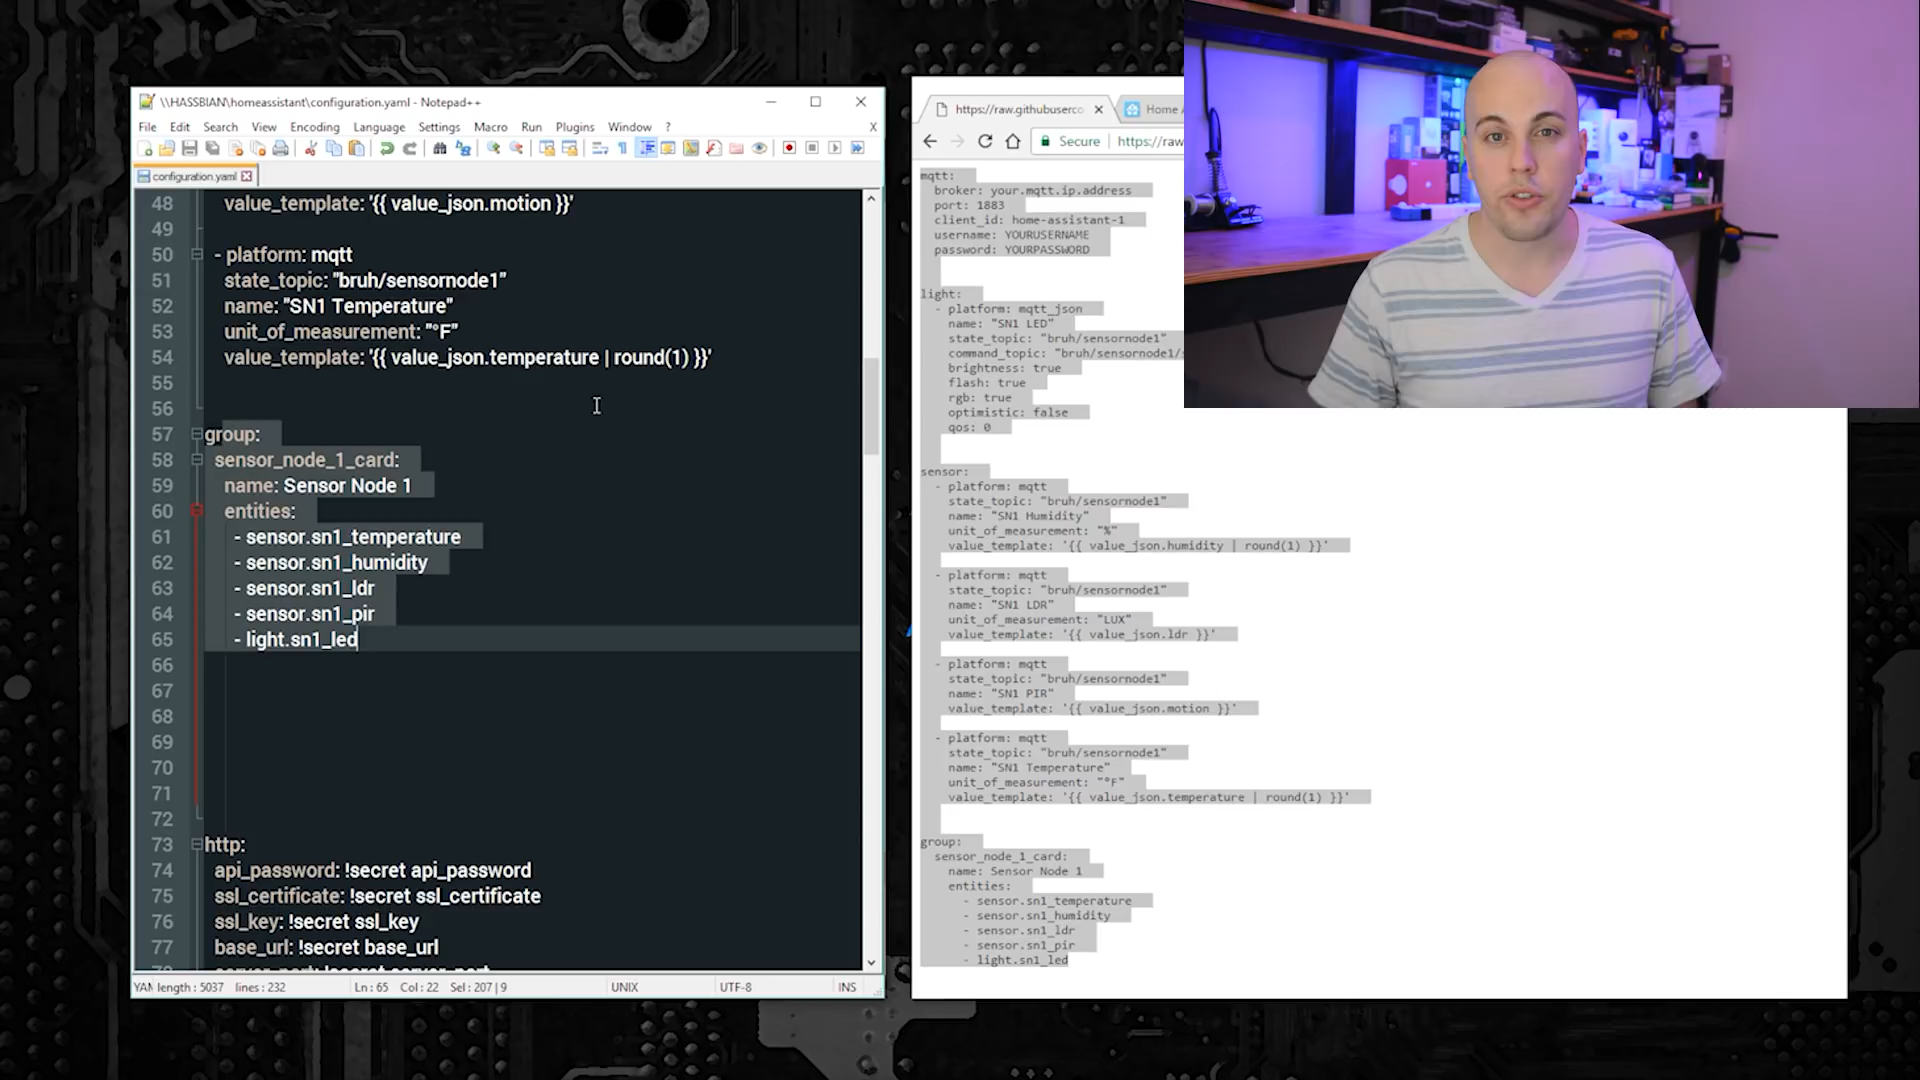 \\HASSBIAN\homeassistant\configuration.yaml - Notepad++
File Edit Search View Encoding Language Settings Macro Run Plugins Window ? X
configuration.yaml
48 value_template: '{{ value_json.motion }}'
49
50 - platform: mqtt
51 state_topic: "bruh/sensornode1"
52 name: "SN1 Temperature"
53 unit_of_measurement: "°F"
54 value_template: '{{ value_json.temperature | round(1) }}'
55
56
57 group:
58 sensor_node_1_card:
59 name: Sensor Node 1
60 entities:
61 - sensor.sn1_temperature
62 - sensor.sn1_humidity
63 - sensor.sn1_ldr
64 - sensor.sn1_pir
65 - light.sn1_led
66
67
68
69
70
71
72
73 http:
74 api_password: !secret api_password
75 ssl_certificate: !secret ssl_certificate
76 ssl_key: !secret ssl_key
77 base_url: !secret base_url
YAM length : 5037 lines : 232 Ln : 65 Col : 22 Sel : 207 | 9 UNIX UTF-8 INS
https://raw.githubuserco Home A
Secure https://raw
mqtt:
broker: your.mqtt.ip.address
port: 1883
client_id: home-assistant-1
username: YOURUSERNAME
password: YOURPASSWORD
light:
- platform: mqtt_json
name: "SN1 LED"
state_topic: "bruh/sensornode1"
command_topic: "bruh/sensornode1/s
brightness: true
flash: true
rgb: true
optimistic: false
qos: 0
sensor:
- platform: mqtt
state_topic: "bruh/sensornode1"
name: "SN1 Humidity"
unit_of_measurement: "%"
value_template: '{{ value_json.humidity | round(1) }}'
- platform: mqtt
state_topic: "bruh/sensornode1"
name: "SN1 LDR"
unit_of_measurement: "LUX"
value_template: '{{ value_json.ldr }}'
- platform: mqtt
state_topic: "bruh/sensornode1"
name: "SN1 PIR"
value_template: '{{ value_json.motion }}'
- platform: mqtt
state_topic: "bruh/sensornode1"
name: "SN1 Temperature"
unit_of_measurement: "°F"
value_template: '{{ value_json.temperature | round(1) }}'
group:
sensor_node_1_card:
name: Sensor Node 1
entities:
- sensor.sn1_temperature
- sensor.sn1_humidity
- sensor.sn1_ldr
- sensor.sn1_pir
- light.sn1_led